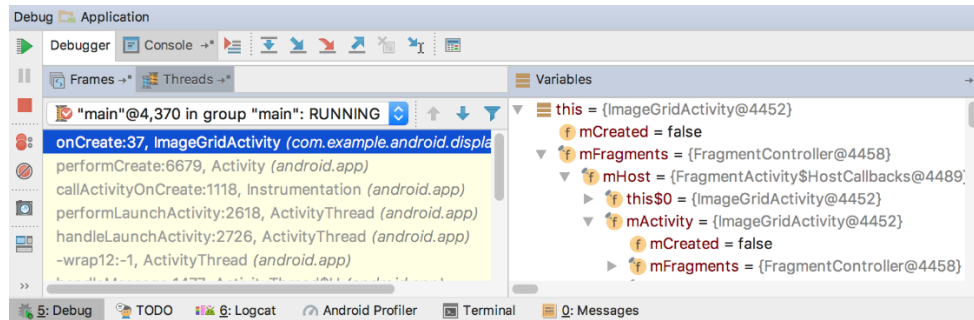 Debug Application
Debugger Console
Frames Threads
Variables
"main"@4,370 in group "main": RUNNING
onCreate:37, ImageGridActivity (com.example.android.displa
performCreate:6679, Activity (android.app)
callActivityOnCreate:1118, Instrumentation (android.app)
performLaunchActivity:2618, ActivityThread (android.app)
handleLaunchActivity:2726, ActivityThread (android.app)
-wrap12:-1, ActivityThread (android.app)
this = {ImageGridActivity@4452}
mCreated = false
mFragments = {FragmentController@4458}
mHost = {FragmentActivity$HostCallbacks@4489}
this$0 = {ImageGridActivity@4452}
mActivity = {ImageGridActivity@4452}
mCreated = false
mFragments = {FragmentController@4458}
5: Debug TODO 6: Logcat Android Profiler Terminal 0: Messages